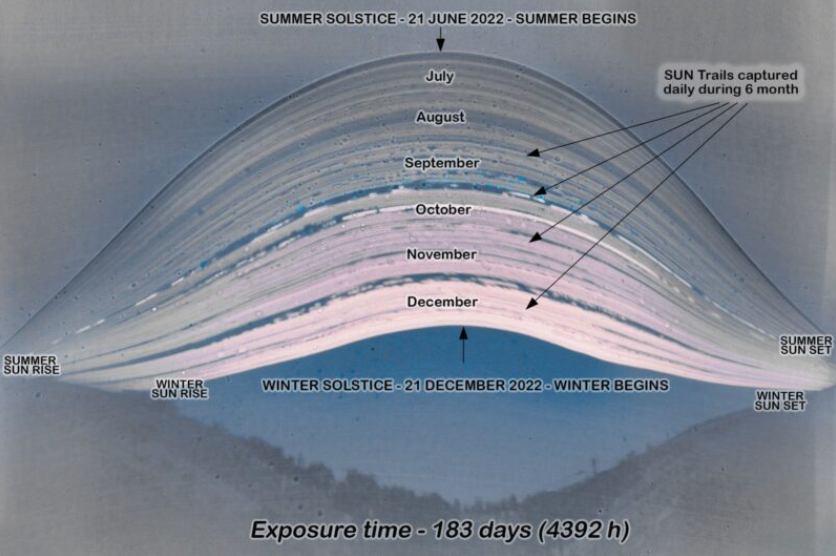 SUMMER SOLSTICE - 21 JUNE 2022 - SUMMER BEGINS
July
SUN Trails captured
daily during 6 month
August
September
October
November
December
SUMMER
SUN RISE
SUMMER
SUN SET
WINTER
SUN RISE
WINTER SOLSTICE - 21 DECEMBER 2022 - WINTER BEGINS
WINTER
SUN SET
Exposure time - 183 days (4392 h)